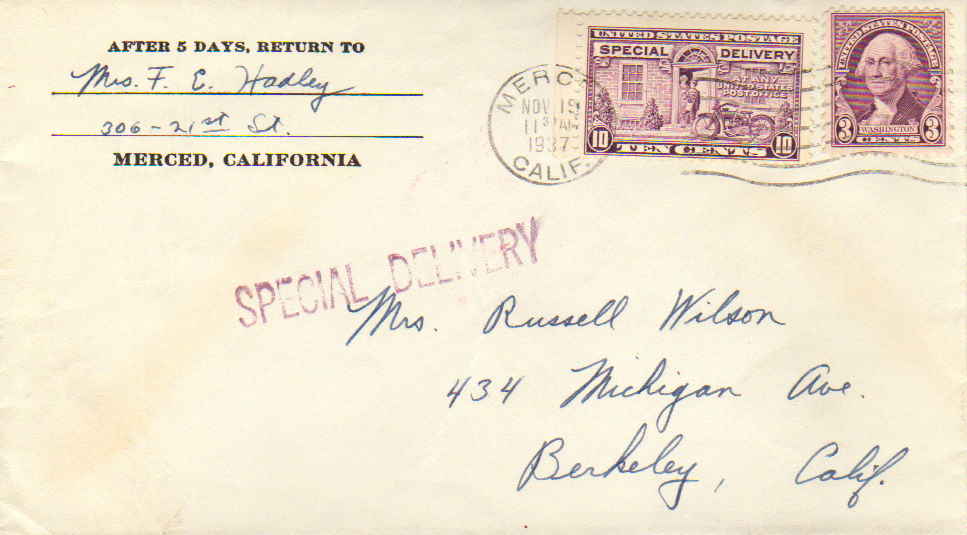 AFTER 5 DAYS, RETURN TO
Mrs. F. E. Hadley
306-21st St.
MERCED, CALIFORNIA
MERC
NOV 19
11 30 AM
1937
CALIF.
UNITED STATES POSTAGE
SPECIAL DELIVERY
AT ANY
UNITED STATES
POST OFFICE
10 TEN CENTS 10
UNITED STATES POSTAGE
WASHINGTON
3 CENTS 3
SPECIAL DELIVERY
Mrs. Russell Wilson
434 Michigan Ave.
Berkeley, Calif.